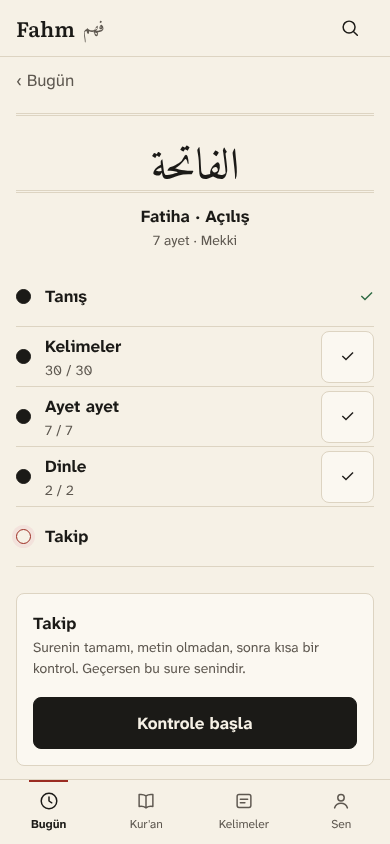 Fahm فهم
‹ Bugün
الفاتحة
Fatiha · Açılış
7 ayet · Mekki
Tanış
Kelimeler
30 / 30
Ayet ayet
7 / 7
Dinle
2 / 2
Takip
Takip
Surenin tamamı, metin olmadan, sonra kısa bir
kontrol. Geçersen bu sure senindir.
Kontrole başla
Bugün Kur'an Kelimeler Sen